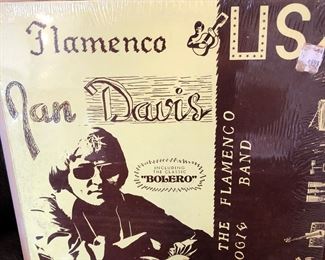 Flamenco US
Jan Davis
INCLUDING
THE CLASSIC
"BOLERO"
THE FLAMENCO
BAND